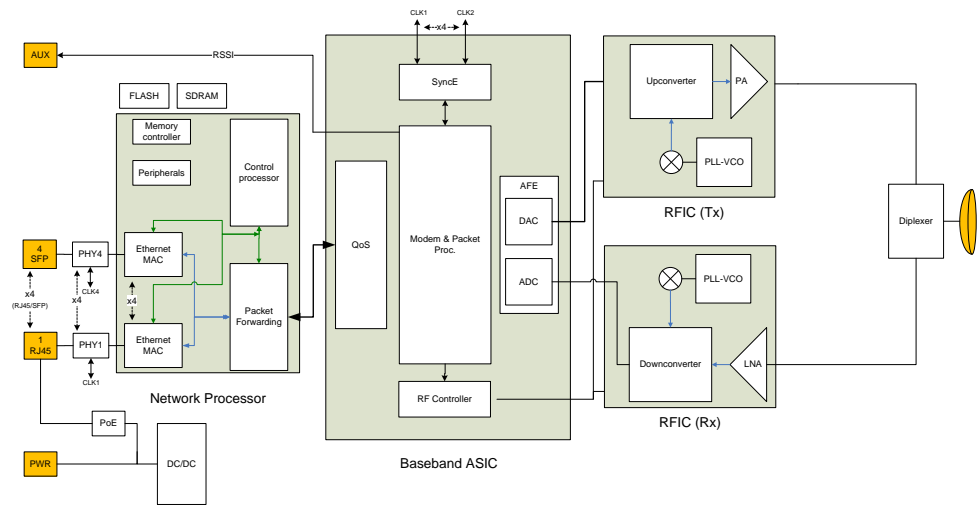 CLK1
CLK2
x4
AUX
RSSI
SyncE
FLASH
SDRAM
Memory
controller
Peripherals
Control
processor
Ethernet
MAC
Packet
Forwarding
x4
Ethernet
MAC
Network Processor
4
SFP
x4
(RJ45/SFP)
1
RJ45
PHY4
CLK4
x4
PHY1
CLK1
PoE
PWR
DC/DC
QoS
Modem & Packet
Proc.
AFE
DAC
ADC
RF Controller
Baseband ASIC
Upconverter
PA
PLL-VCO
RFIC (Tx)
PLL-VCO
Downconverter
LNA
RFIC (Rx)
Diplexer